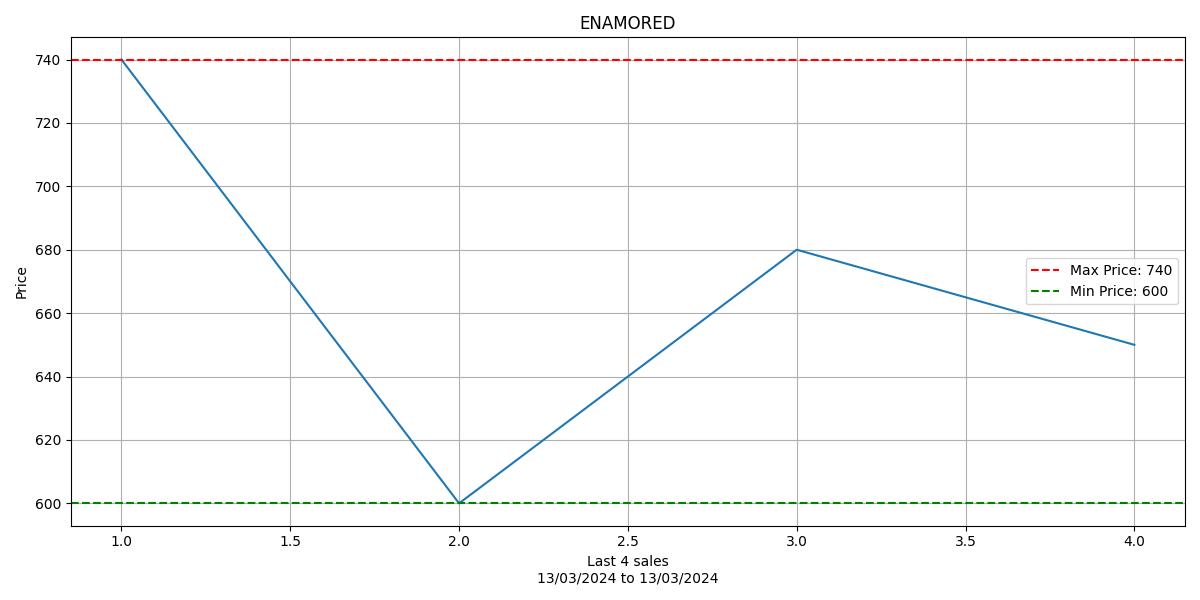 ENAMORED
740
720
700
680
660
640
620
600
Price
Max Price: 740
Min Price: 600
1.0 1.5 2.0 2.5 3.0 3.5 4.0
Last 4 sales
13/03/2024 to 13/03/2024